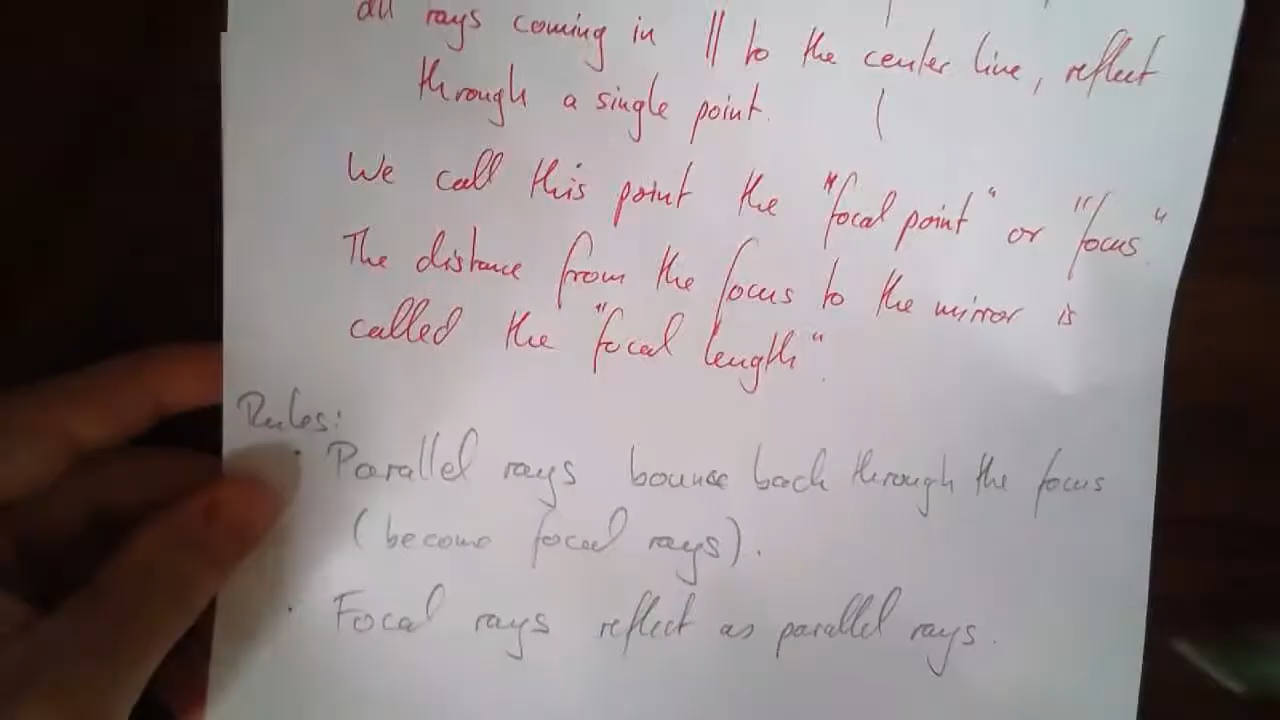 all rays coming in || to the center line, reflect
through a single point.
We call this point the "focal point" or "focus".
The distance from the focus to the mirror is
called the "focal length".
Rules:
· Parallel rays bounce back through the focus
(become focal rays).
· Focal rays reflect as parallel rays.